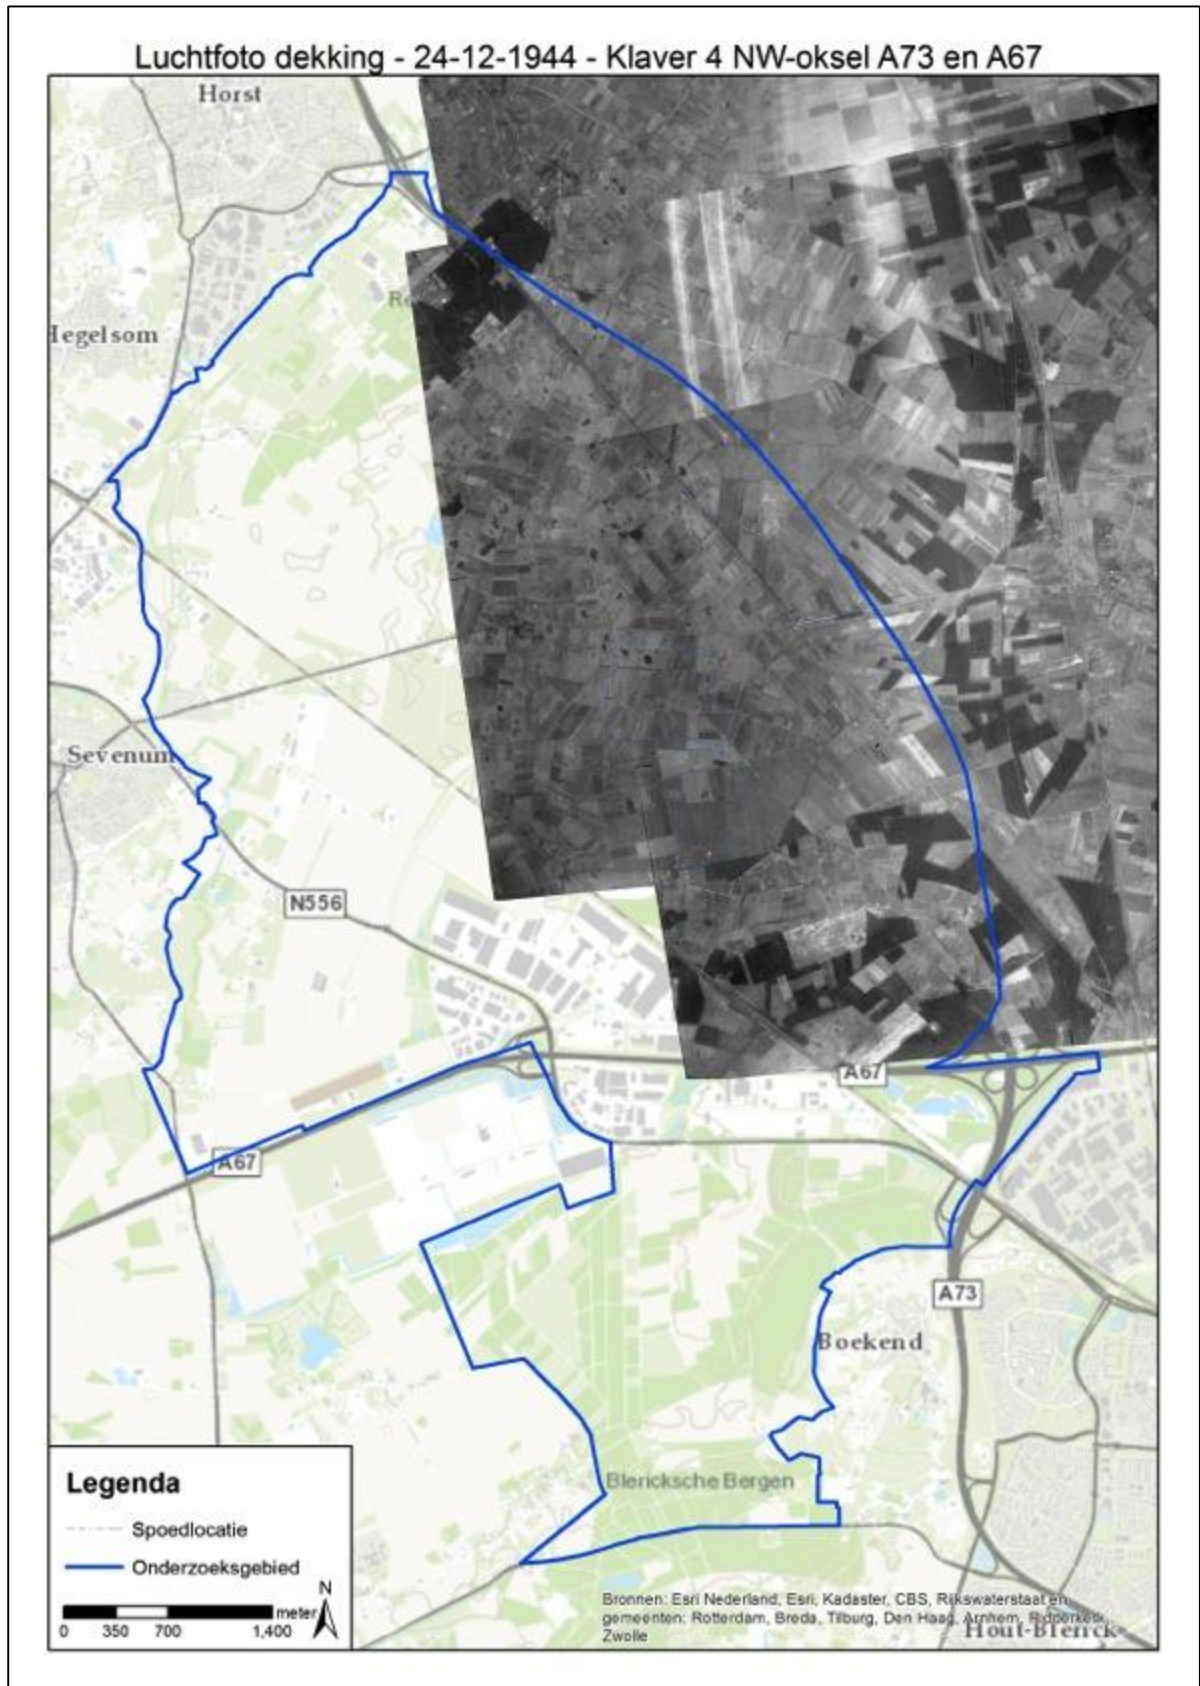 Luchtfoto dekking - 24-12-1944 - Klaver 4 NW-oksel A73 en A67
Horst
Hegelsom
Sevenum
N556
A67
A67
A73
Boekend
Blericksche Bergen
Legenda
Spoedlocatie
Onderzoeksgebied
N
meter
0 350 700 1,400
Bronnen: Esri Nederland, Esri, Kadaster, CBS, Rijkswaterstaat en
gemeenten: Rotterdam, Breda, Tilburg, Den Haag, Arnhem, Ridderkerk,
Zwolle
Hout-Blerick